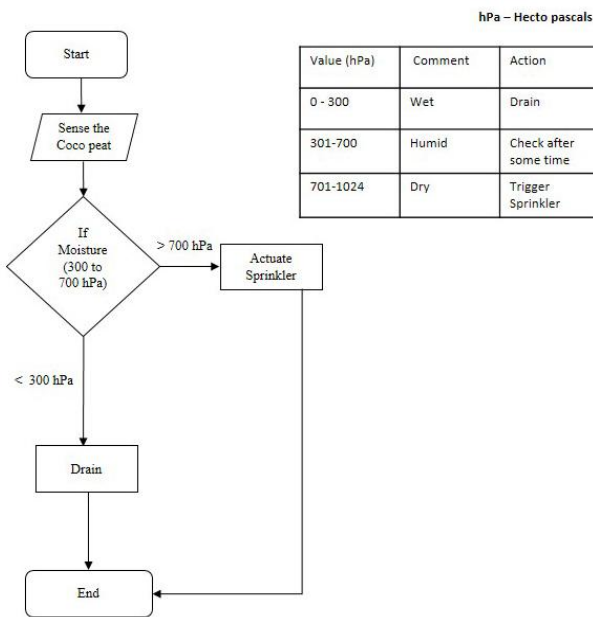 hPa – Hecto pascals
Start
Sense the
Coco peat
If
Moisture
(300 to
700 hPa)
> 700 hPa
Actuate
Sprinkler
< 300 hPa
Drain
End
Value (hPa) Comment Action
0 - 300 Wet Drain
301-700 Humid Check after
some time
701-1024 Dry Trigger
Sprinkler